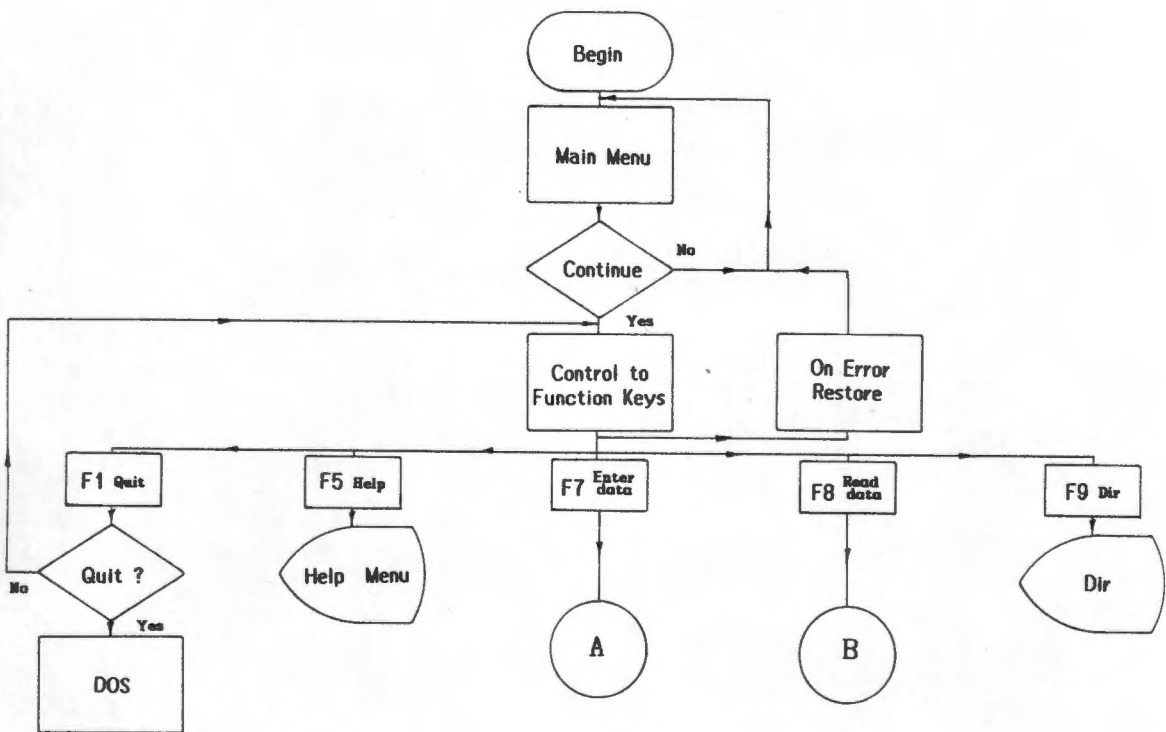 Begin
Main Menu
Continue
No
Yes
Control to
Function Keys
On Error
Restore
F1 Quit
F5 Help
F7 Enter data
F8 Read data
F9 Dir
Quit ?
No
Yes
Help Menu
A
B
Dir
DOS